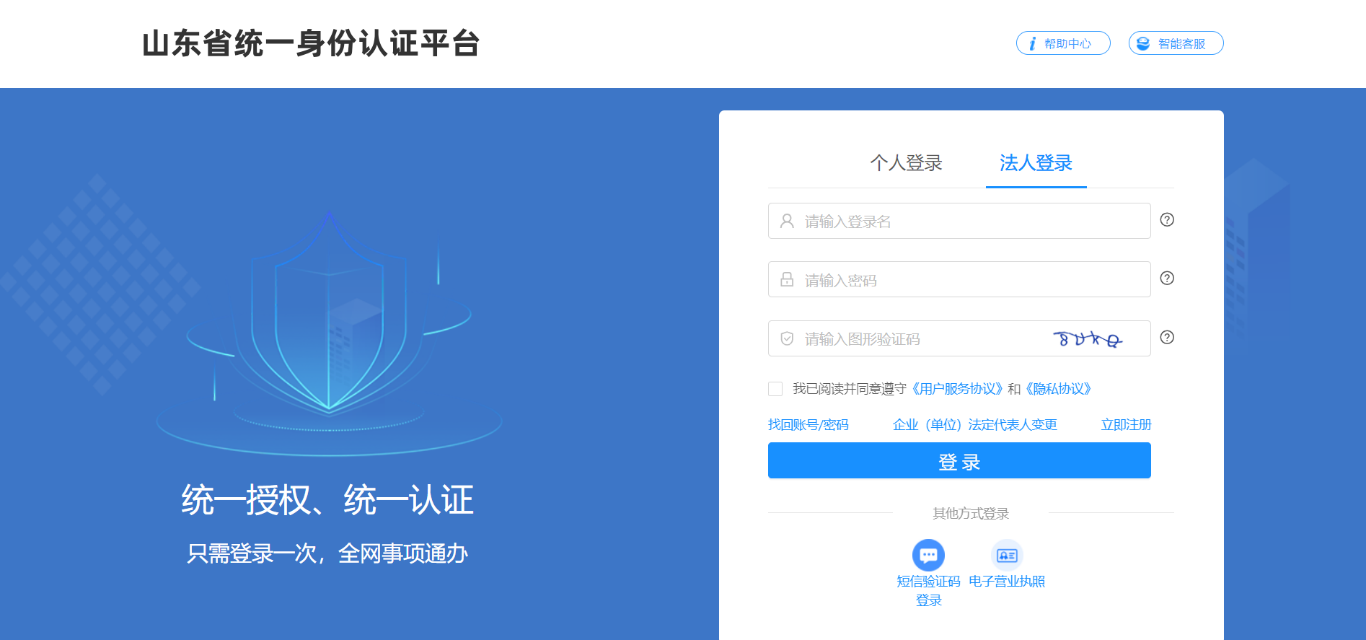 山东省统一身份认证平台
帮助中心
智能客服
个人登录
法人登录
请输入登录名
请输入密码
请输入图形验证码
我已阅读并同意遵守《用户服务协议》和《隐私协议》
找回账号/密码
企业（单位）法定代表人变更
立即注册
登 录
其他方式登录
短信验证码
登录
电子营业执照
统一授权、统一认证
只需登录一次，全网事项通办